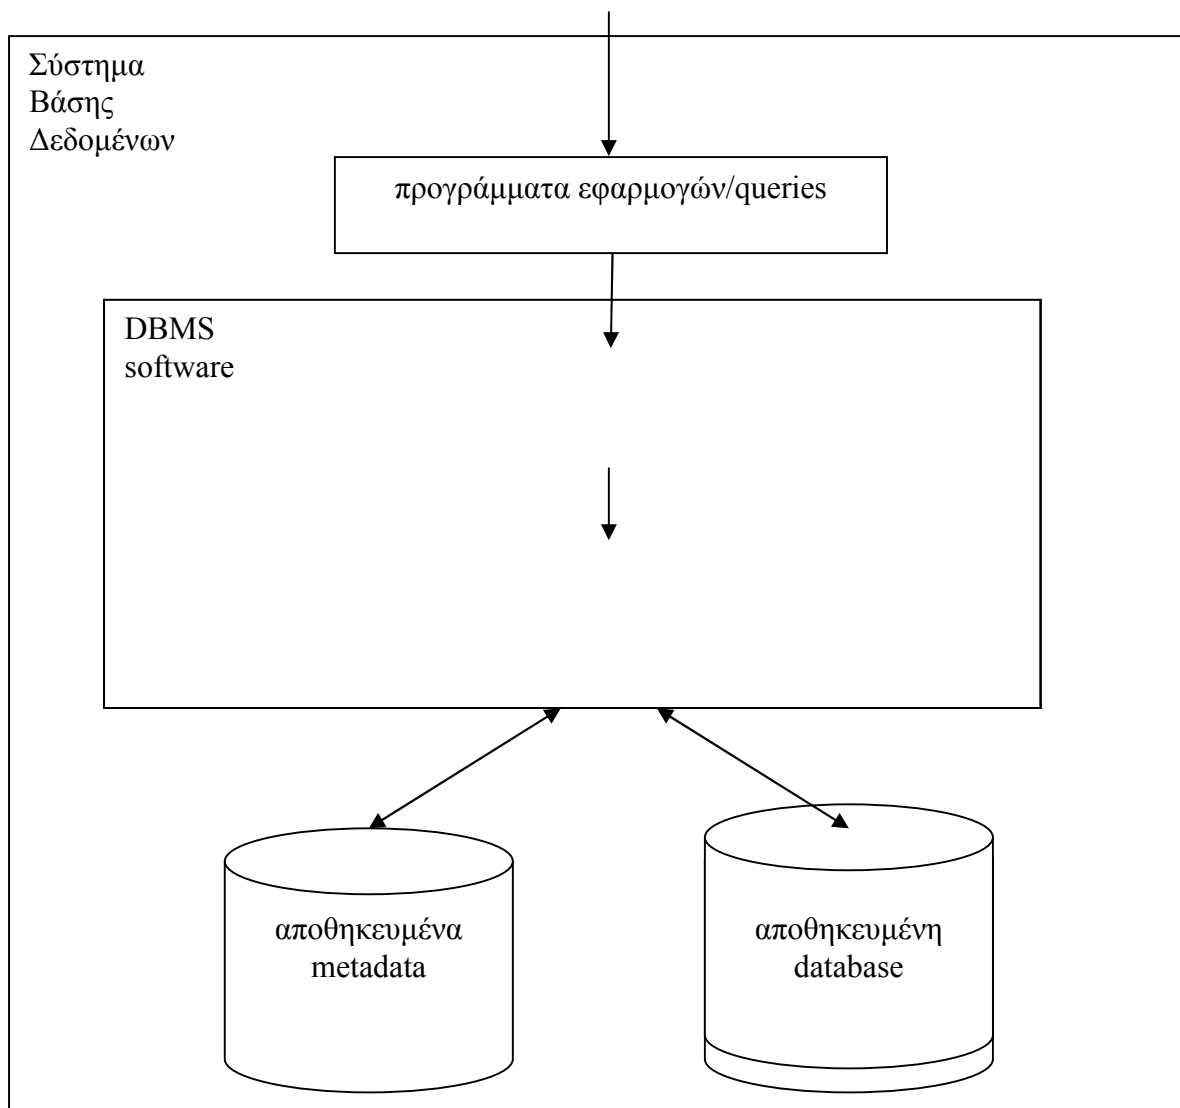 Σύστημα
Βάσης
Δεδομένων
προγράμματα εφαρμογών/queries
DBMS
software
αποθηκευμένα
metadata
αποθηκευμένη
database